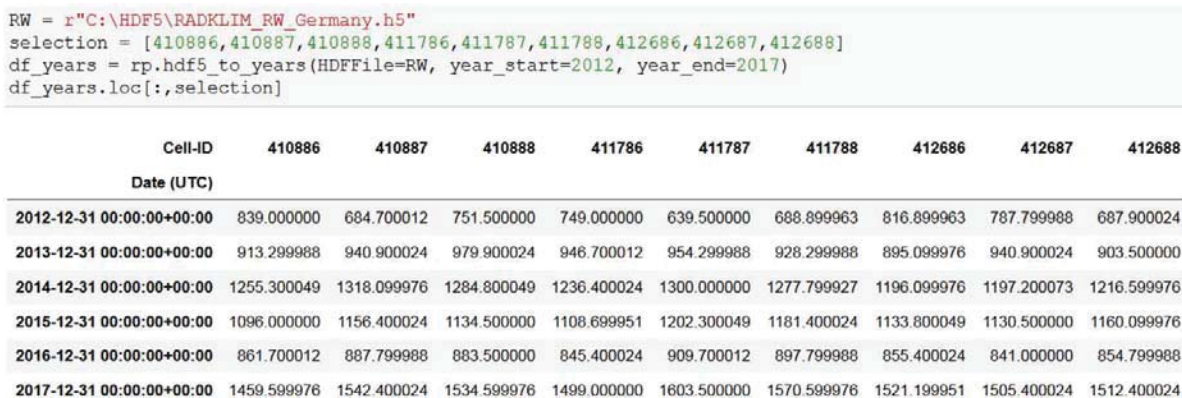 RW = r"C:\HDF5\RADKLIM_RW_Germany.h5"
selection = [410886,410887,410888,411786,411787,411788,412686,412687,412688]
df_years = rp.hdf5_to_years(HDFFile=RW, year_start=2012, year_end=2017)
df_years.loc[:,selection]
Cell-ID 410886 410887 410888 411786 411787 411788 412686 412687 412688
Date (UTC)
2012-12-31 00:00:00+00:00 839.000000 684.700012 751.500000 749.000000 639.500000 688.899963 816.899963 787.799988 687.900024
2013-12-31 00:00:00+00:00 913.299988 940.900024 979.900024 946.700012 954.299988 928.299988 895.099976 940.900024 903.500000
2014-12-31 00:00:00+00:00 1255.300049 1318.099976 1284.800049 1236.400024 1300.000000 1277.799927 1196.099976 1197.200073 1216.599976
2015-12-31 00:00:00+00:00 1096.000000 1156.400024 1134.500000 1108.699951 1202.300049 1181.400024 1133.800049 1130.500000 1160.099976
2016-12-31 00:00:00+00:00 861.700012 887.799988 883.500000 845.400024 909.700012 897.799988 855.400024 841.000000 854.799988
2017-12-31 00:00:00+00:00 1459.599976 1542.400024 1534.599976 1499.000000 1603.500000 1570.599976 1521.199951 1505.400024 1512.400024